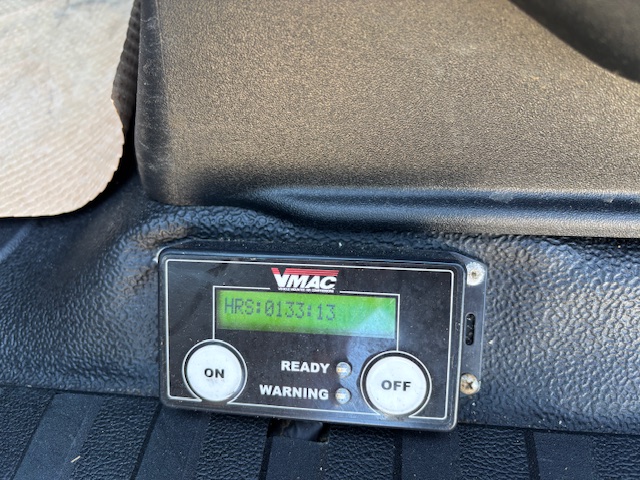 VMAC
HRS:0133:13
READY
ON
OFF
WARNING